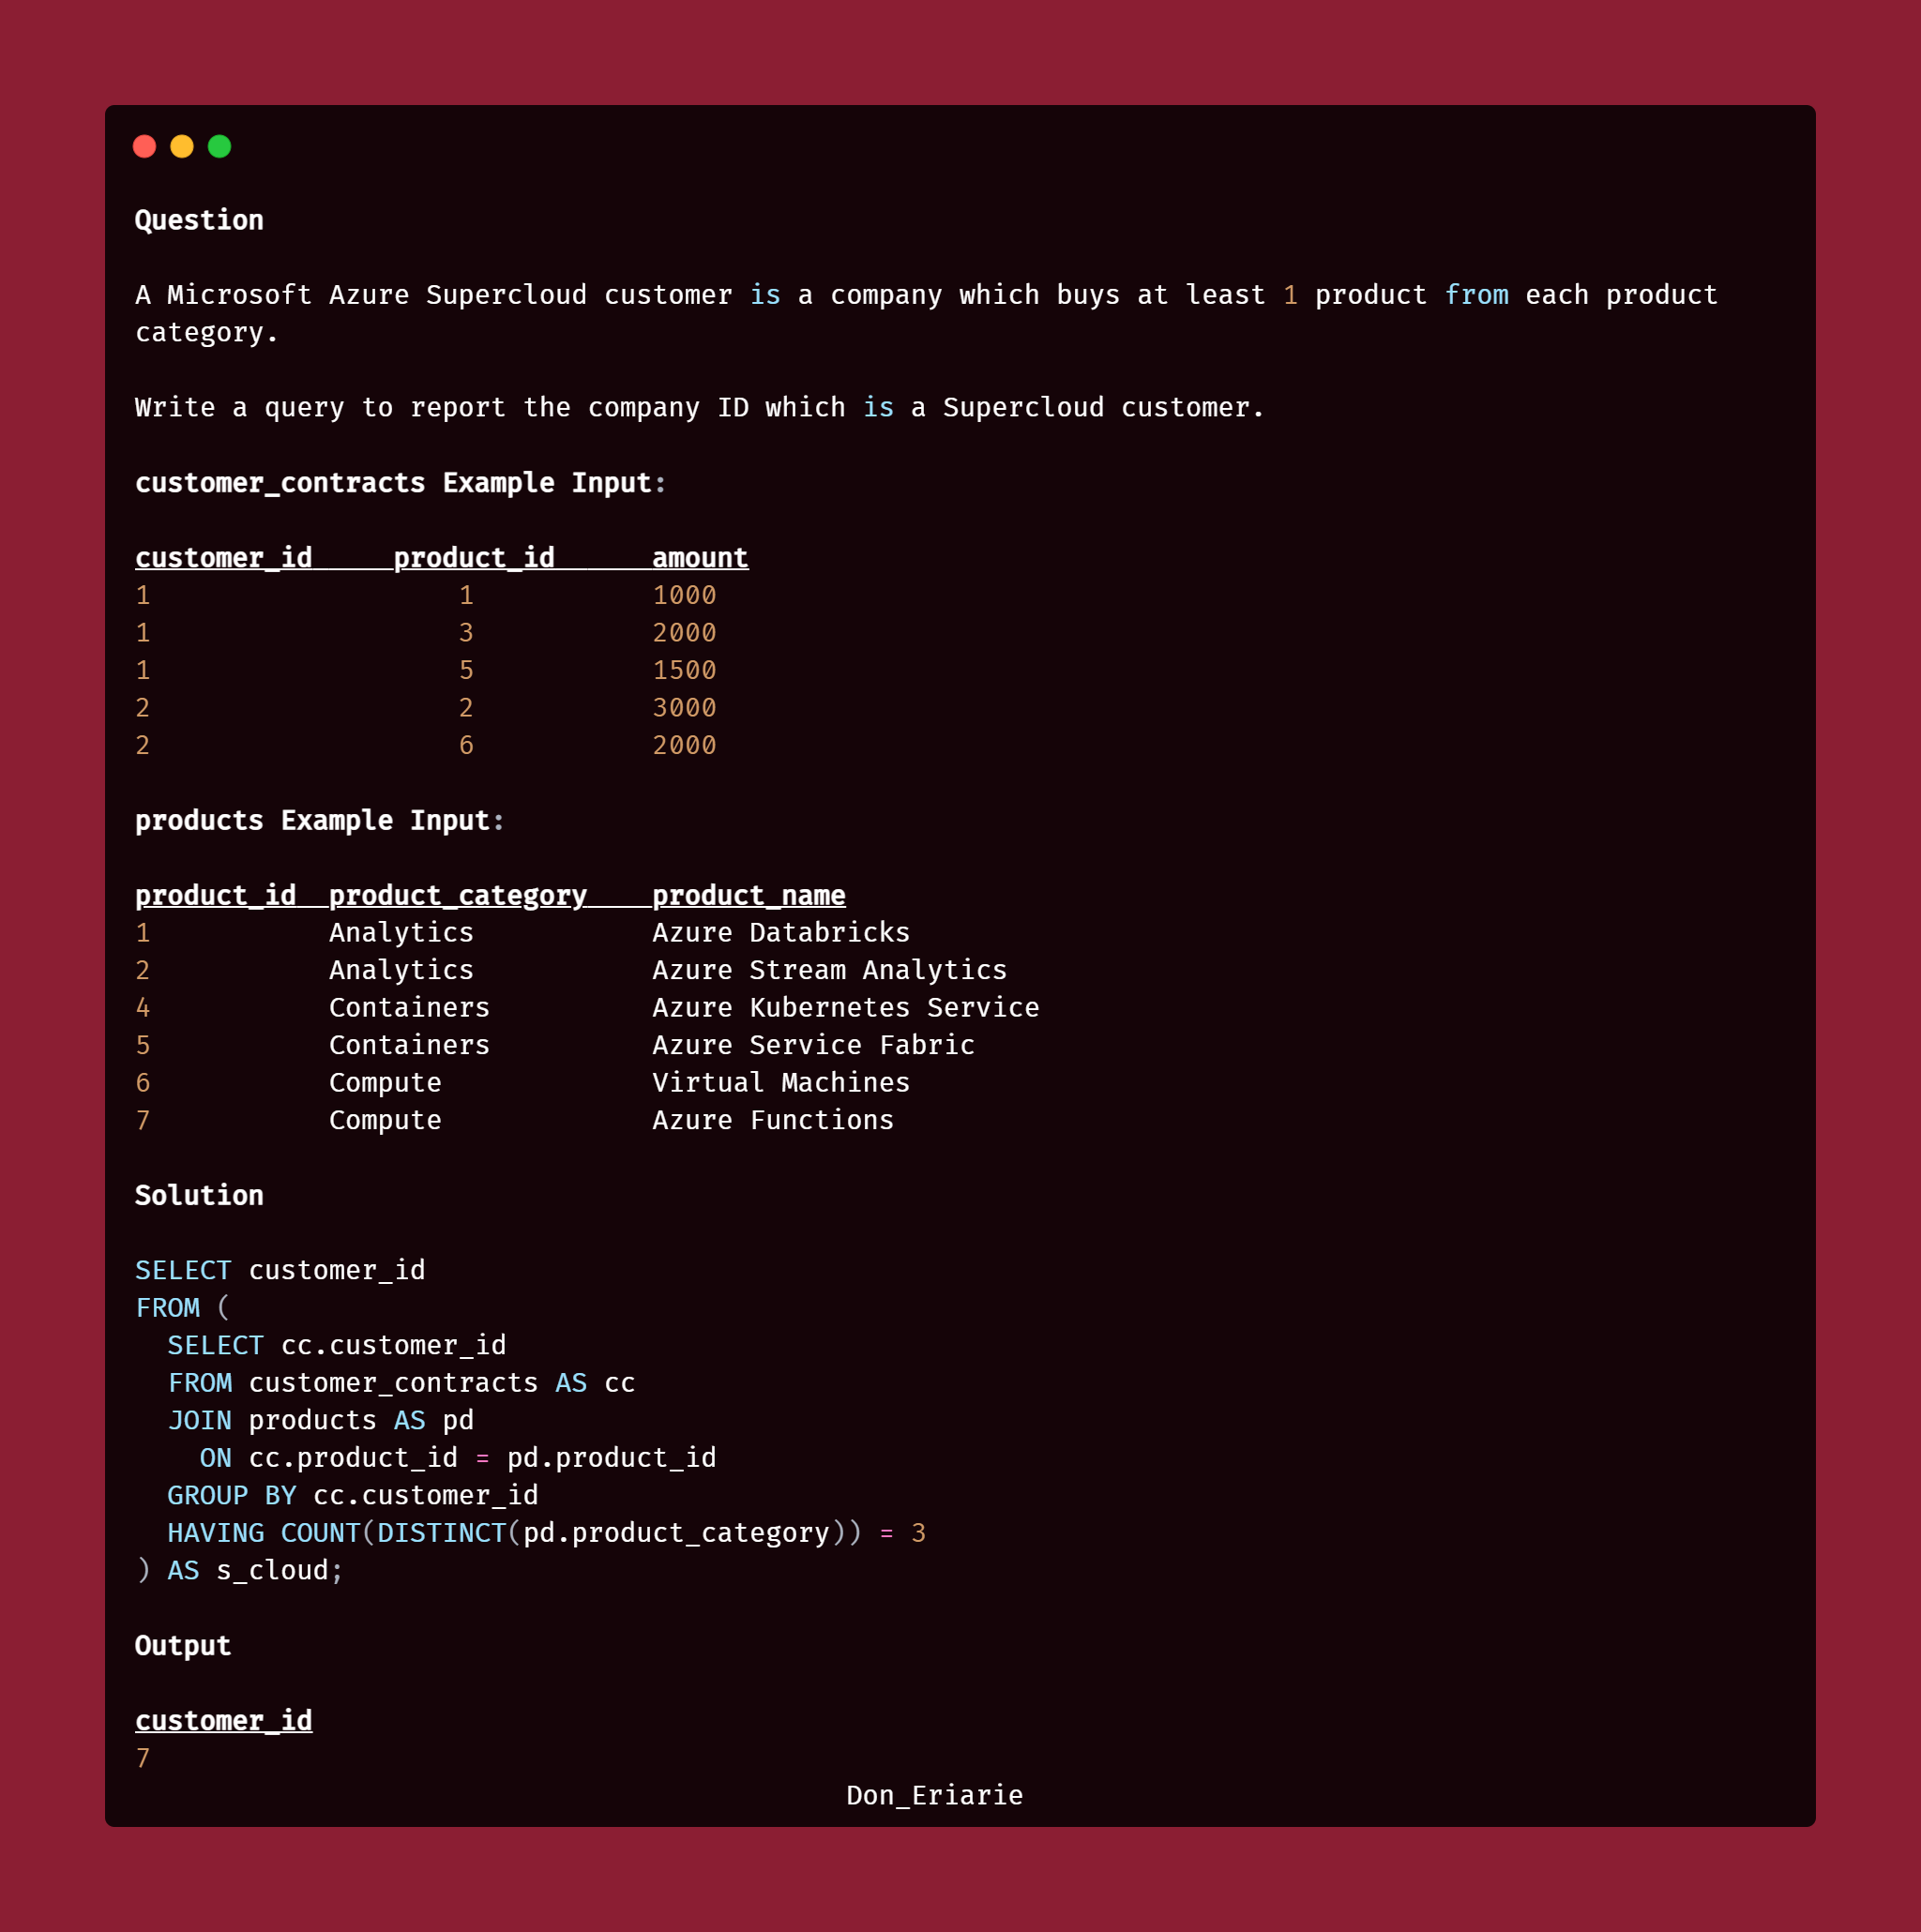 Question
A Microsoft Azure Supercloud customer is a company which buys at least 1 product from each product
category.
Write a query to report the company ID which is a Supercloud customer.
customer_contracts Example Input:
customer_id     product_id      amount
1                   1           1000
1                   3           2000
1                   5           1500
2                   2           3000
2                   6           2000
products Example Input:
product_id  product_category    product_name
1           Analytics           Azure Databricks
2           Analytics           Azure Stream Analytics
4           Containers          Azure Kubernetes Service
5           Containers          Azure Service Fabric
6           Compute             Virtual Machines
7           Compute             Azure Functions
Solution
SELECT customer_id
FROM (
  SELECT cc.customer_id
  FROM customer_contracts AS cc
  JOIN products AS pd
    ON cc.product_id = pd.product_id
  GROUP BY cc.customer_id
  HAVING COUNT(DISTINCT(pd.product_category)) = 3
) AS s_cloud;
Output
customer_id
7
Don_Eriarie